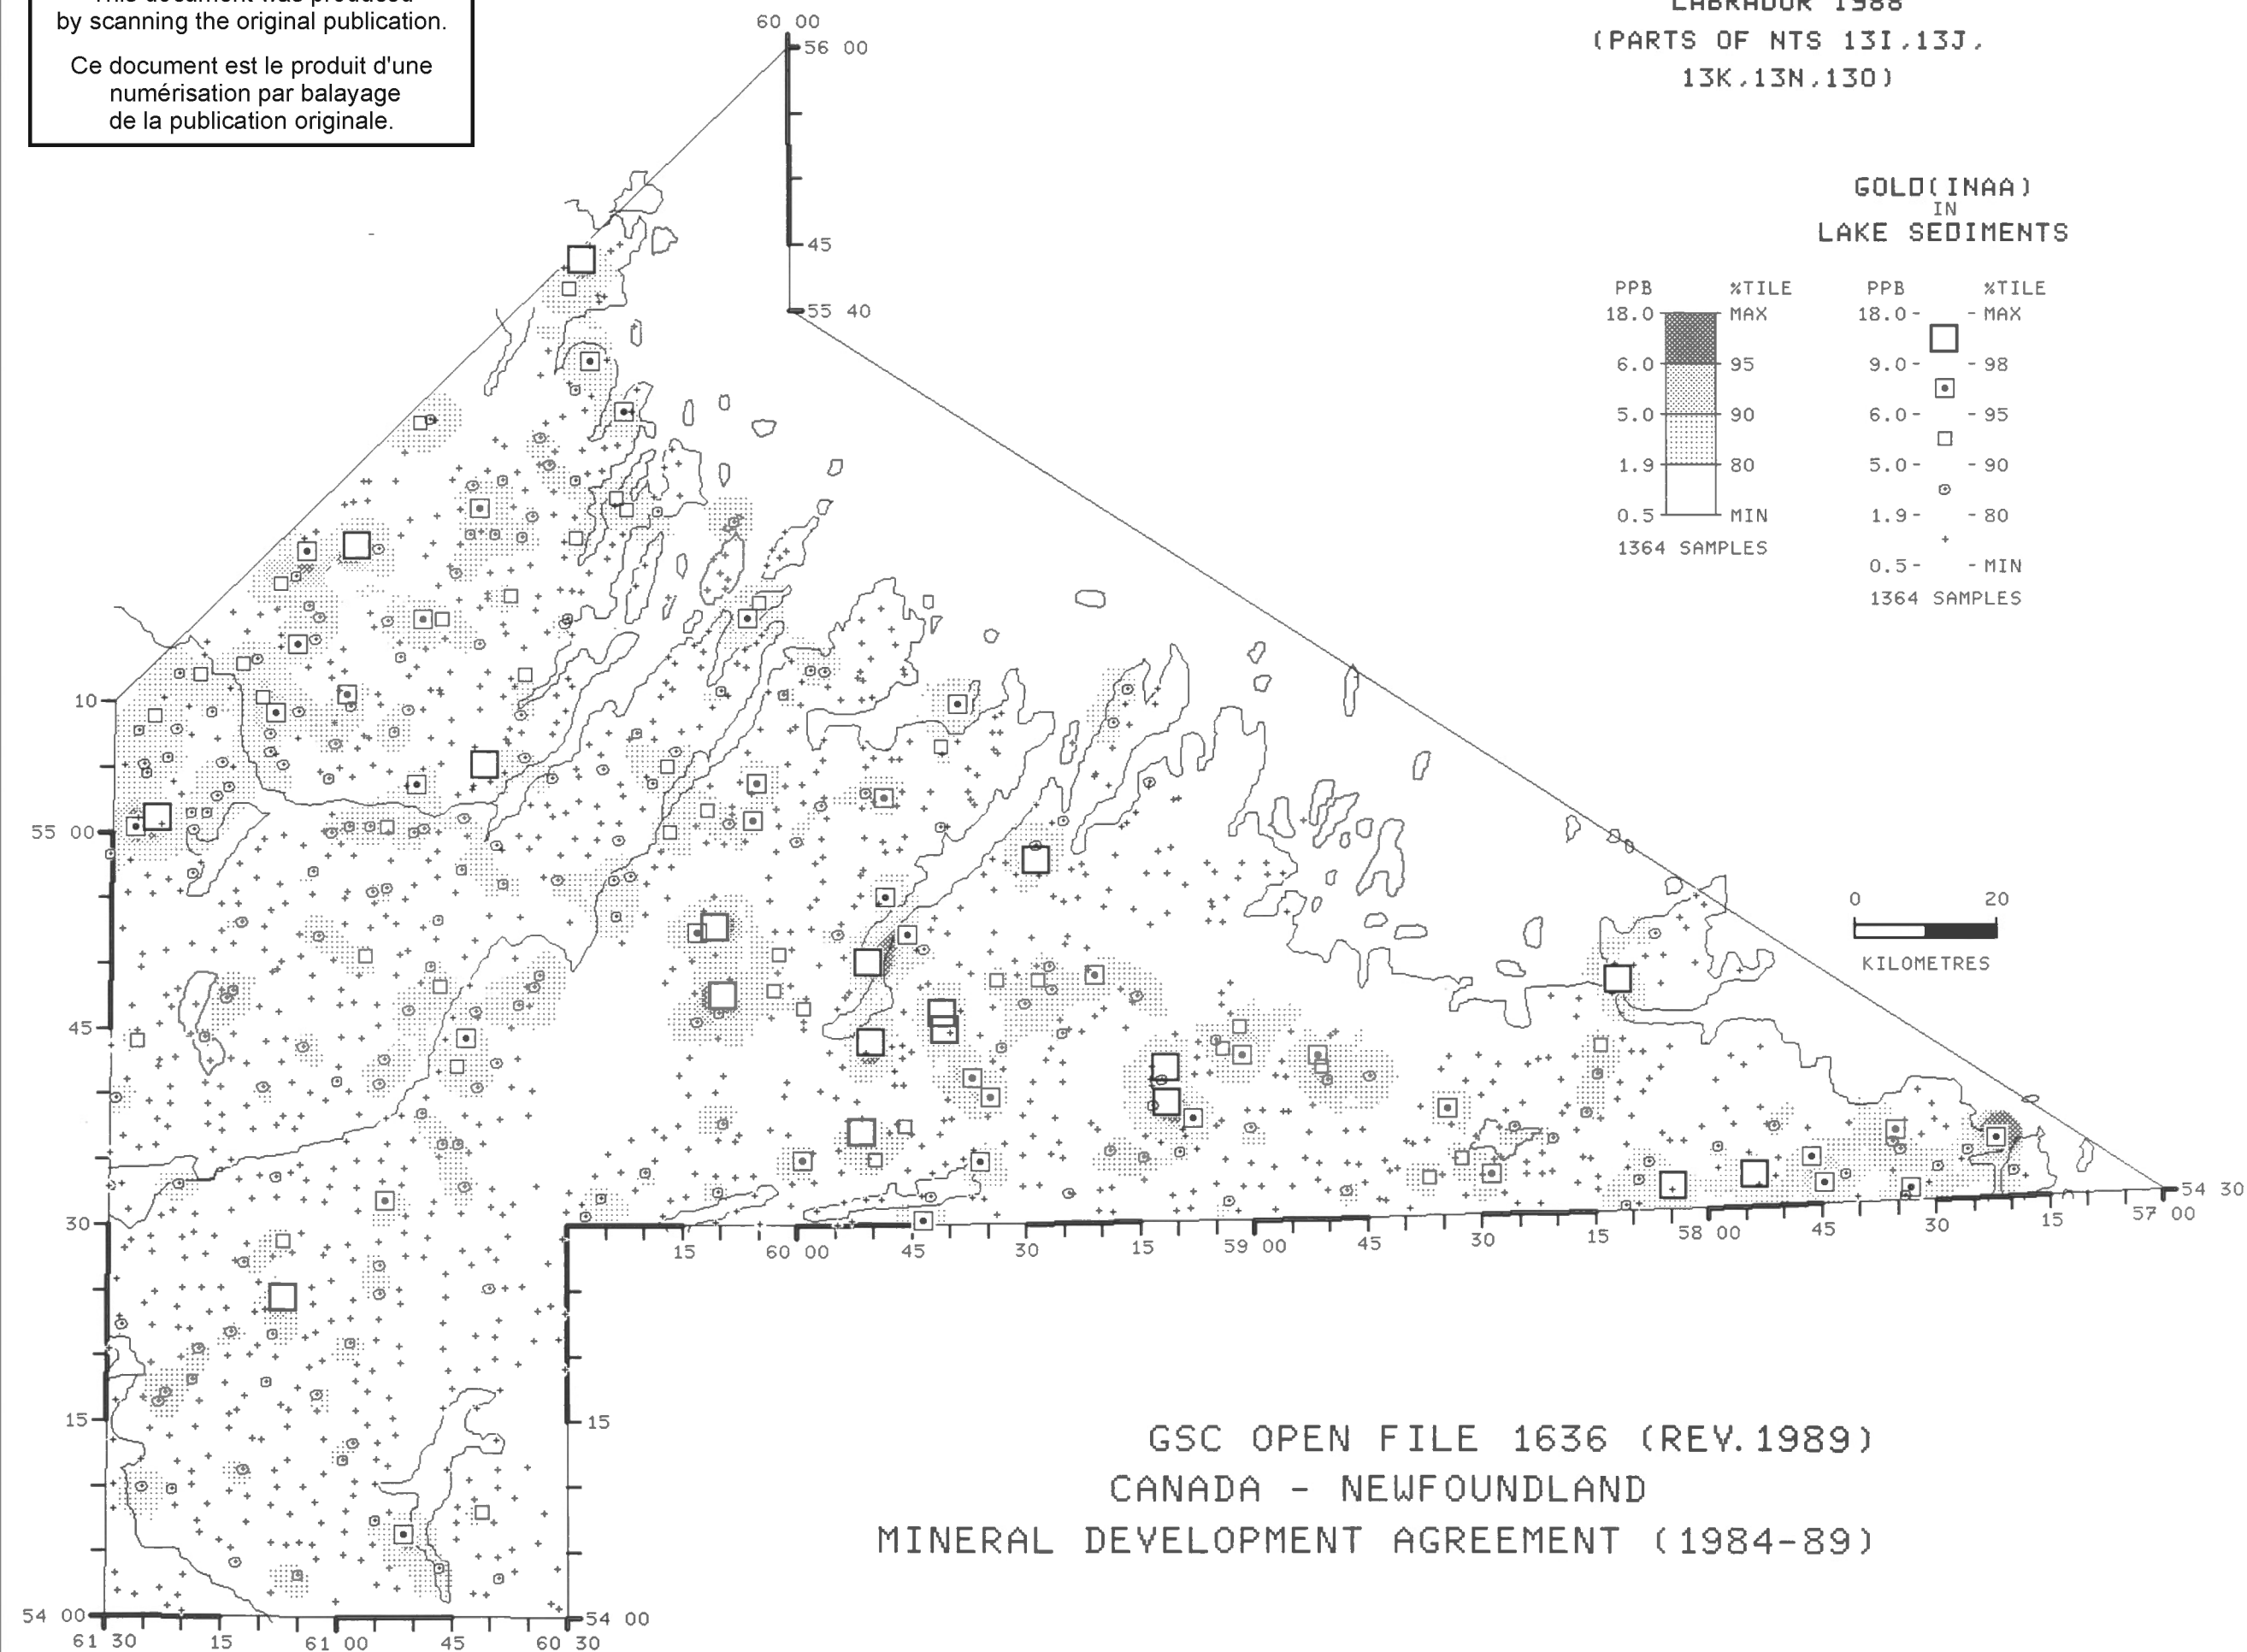 This document was produced
by scanning the original publication.
Ce document est le produit d'une
numérisation par balayage
de la publication originale.
LABRADOR 1988
(PARTS OF NTS 13I,13J,
13K,13N,13O)
GOLD(INAA)
IN
LAKE SEDIMENTS
PPB %TILE PPB %TILE
18.0 MAX 18.0- -MAX
6.0 95 9.0- -98
5.0 90 6.0- -95
1.9 80 5.0- -90
0.5 MIN 1.9- -80
1364 SAMPLES 0.5- -MIN
1364 SAMPLES
60 00
56 00
45
55 40
10
55 00
45
30
15
54 00
61 30 15 61 00 45 60 30
54 00
15
15 60 00 45 30 15 59 00 45 30 15 58 00 45 30 15 57 00
54 30
0 20
KILOMETRES
GSC OPEN FILE 1636 (REV.1989)
CANADA - NEWFOUNDLAND
MINERAL DEVELOPMENT AGREEMENT (1984-89)